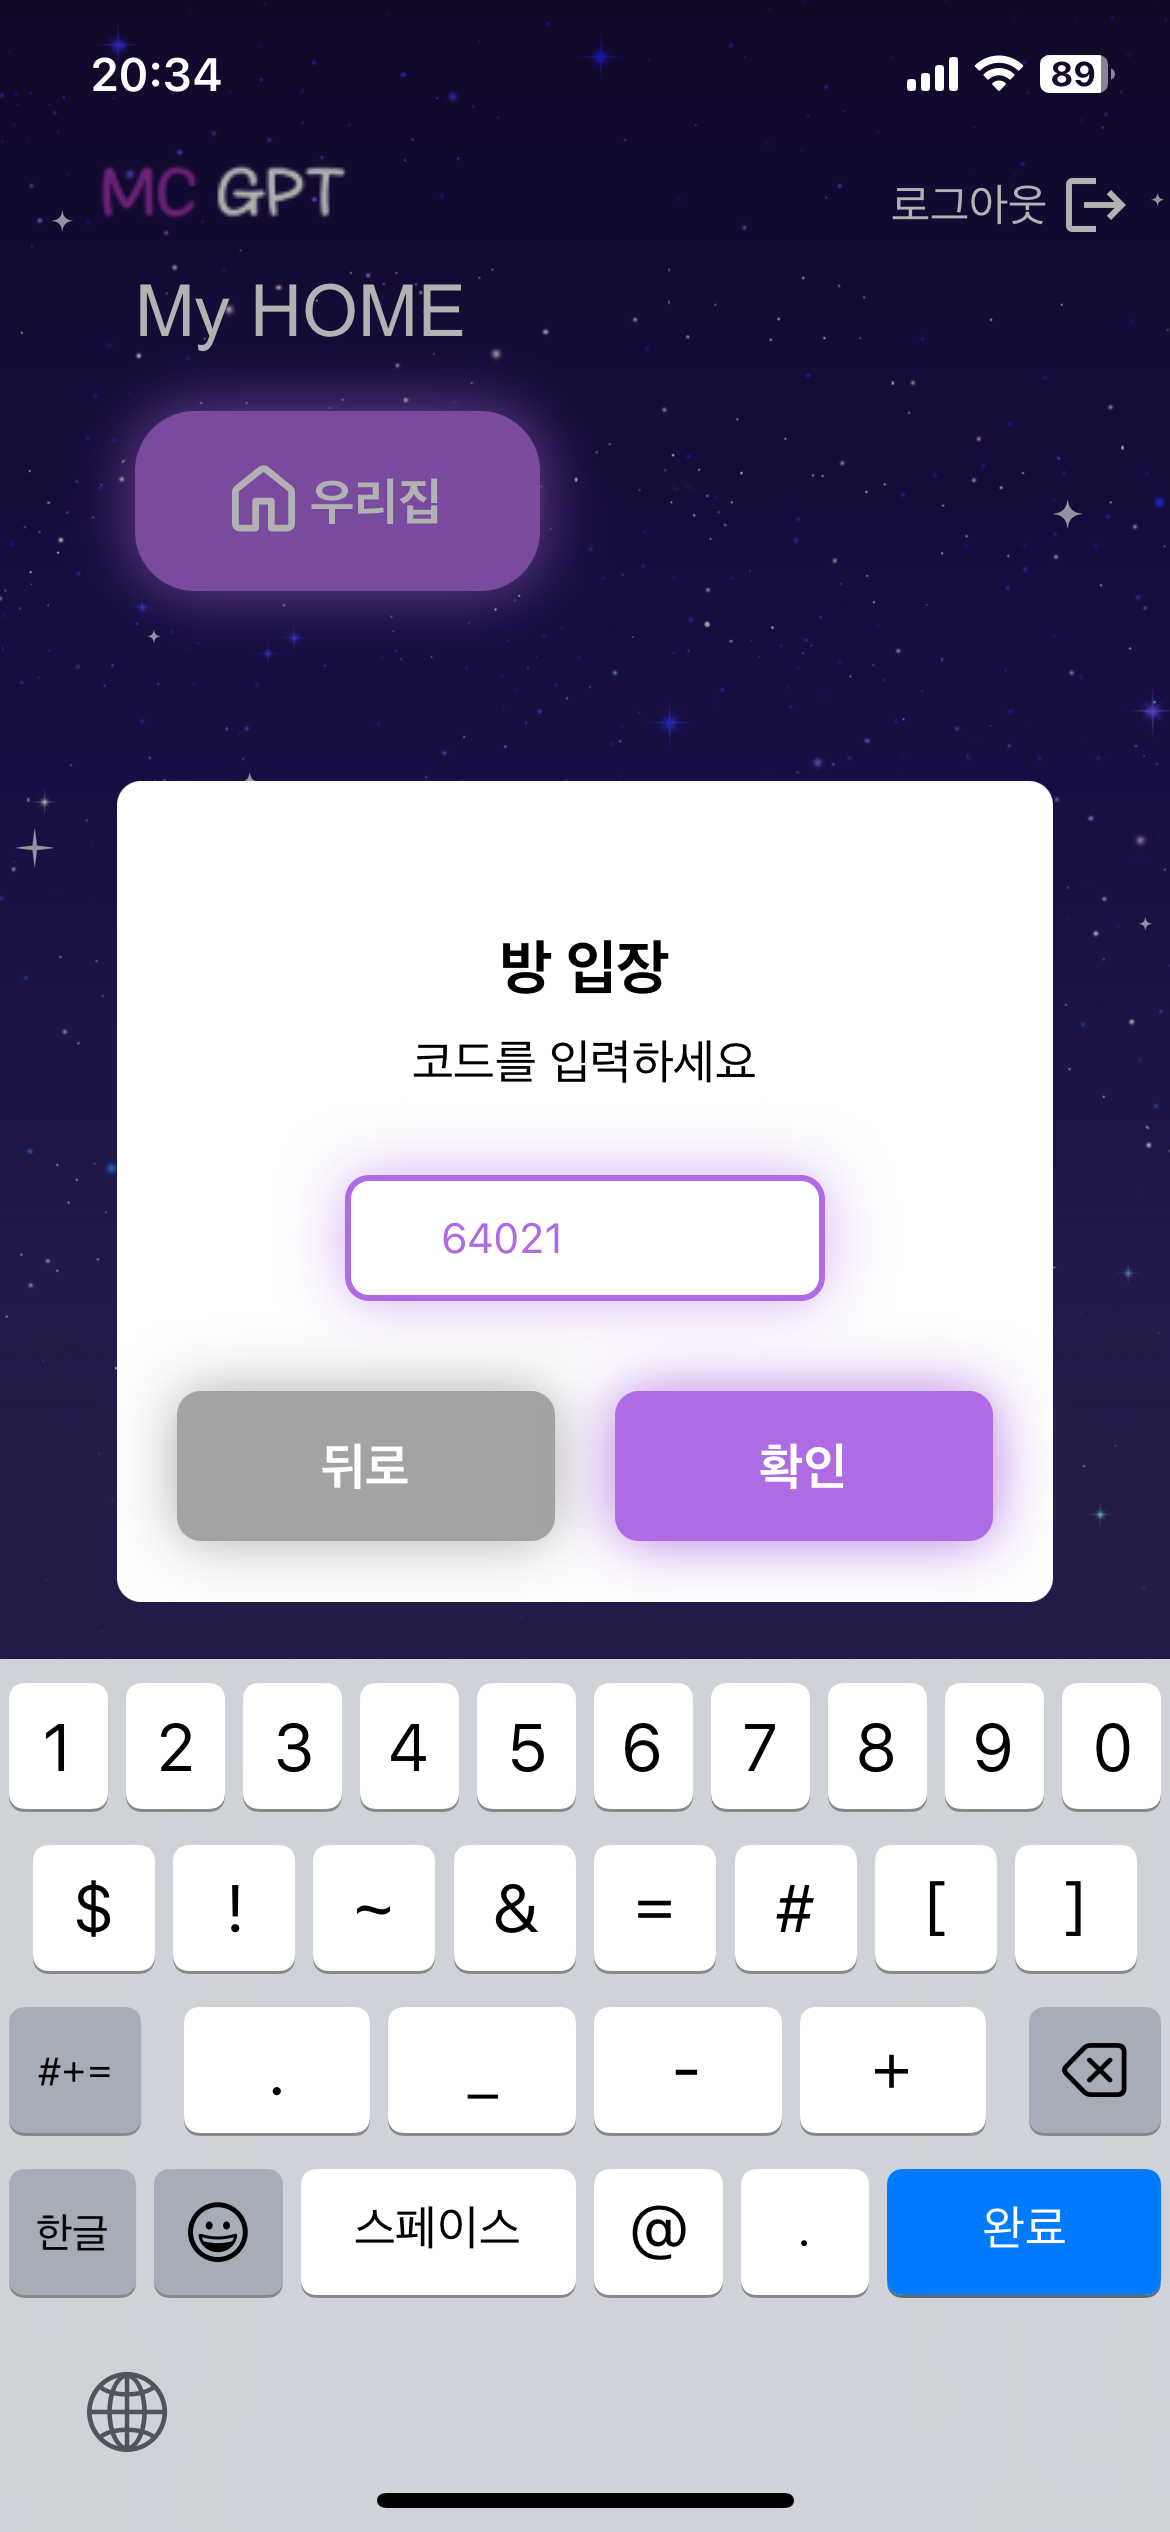 20:34
89
MC GPT
로그아웃
My HOME
우리집
방 입장
코드를 입력하세요
64021
뒤로
확인
1 2 3 4 5 6 7 8 9 0
$ ! ~ & = # [ ]
#+= . _ - +
한글 스페이스 @ . 완료